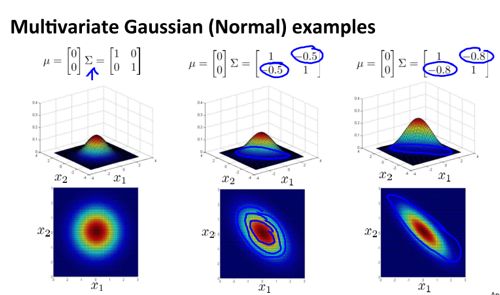 Multivariate Gaussian (Normal) examples
μ = [0 0] Σ = [1 0 0 1]
μ = [0 0] Σ = [1 -0.5 -0.5 1]
μ = [0 0] Σ = [1 -0.8 -0.8 1]
x₂ x₁
x₂ x₁
x₂ x₁
x₂
x₁
x₂
x₁
x₂
x₁